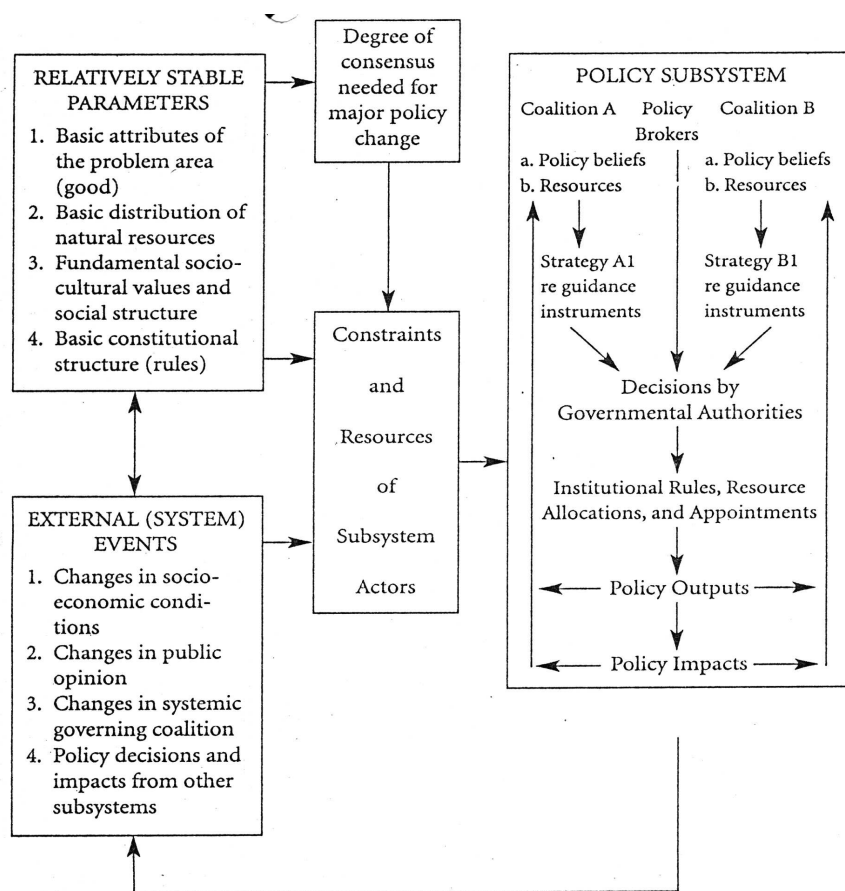 RELATIVELY STABLE
PARAMETERS
1. Basic attributes of
the problem area
(good)
2. Basic distribution of
natural resources
3. Fundamental socio-
cultural values and
social structure
4. Basic constitutional
structure (rules)
Degree of
consensus
needed for
major policy
change
EXTERNAL (SYSTEM)
EVENTS
1. Changes in socio-
economic condi-
tions
2. Changes in public
opinion
3. Changes in systemic
governing coalition
4. Policy decisions and
impacts from other
subsystems
Constraints
and
Resources
of
Subsystem
Actors
POLICY SUBSYSTEM
Coalition A
a. Policy beliefs
b. Resources
Strategy A1
re guidance
instruments
Policy
Brokers
Coalition B
a. Policy beliefs
b. Resources
Strategy B1
re guidance
instruments
Decisions by
Governmental Authorities
Institutional Rules, Resource
Allocations, and Appointments
Policy Outputs
Policy Impacts